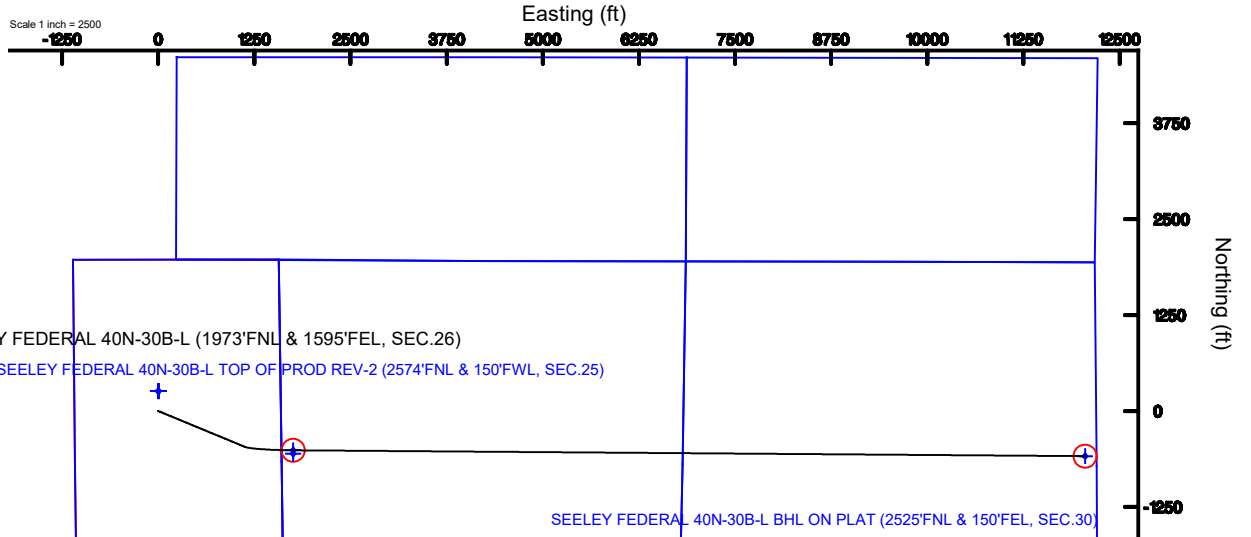 Easting (ft)
Scale 1 inch = 2500
-1250 0 1250 2500 3750 5000 6250 7500 8750 10000 11250 12500
3750
2500
1250
0
-1250
Northing (ft)
Y FEDERAL 40N-30B-L (1973'FNL & 1595'FEL, SEC.26)
SEELEY FEDERAL 40N-30B-L TOP OF PROD REV-2 (2574'FNL & 150'FWL, SEC.25)
SEELEY FEDERAL 40N-30B-L BHL ON PLAT (2525'FNL & 150'FEL, SEC.30)